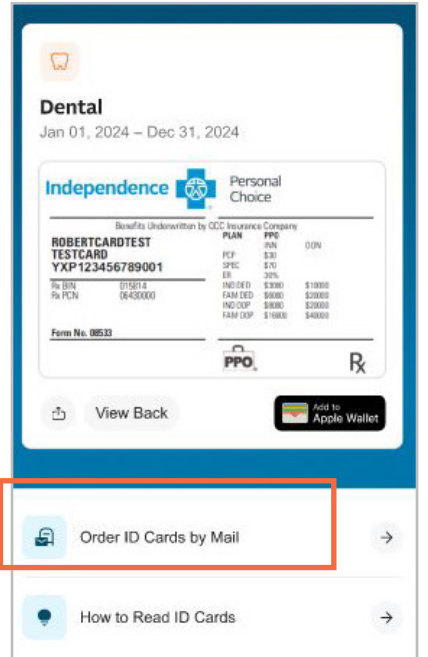 Dental
Jan 01, 2024 – Dec 31, 2024
Independence
Personal
Choice
Benefits Underwritten by QCC Insurance Company
ROBERTCARDTEST
TESTCARD
YXP123456789001
Rx BIN 015814
Rx PCN 06430000
Form No. 08533
PLAN PPO
INN OON
PCP $30
SPEC $70
ER 30%
IND DED $3000 $10000
FAM DED $6000 $20000
IND OOP $8000 $20000
FAM OOP $16000 $40000
PPO
Rx
View Back
Add to
Apple Wallet
Order ID Cards by Mail
How to Read ID Cards